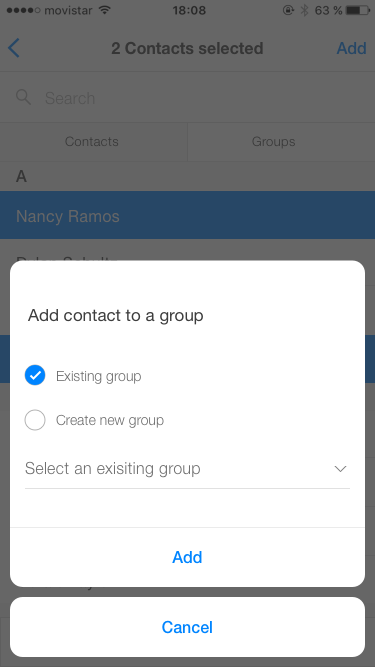 movistar 18:08 63 %
2 Contacts selected Add
Search
Contacts Groups
A
Nancy Ramos
Add contact to a group
Existing group
Create new group
Select an exisiting group
Add
Cancel